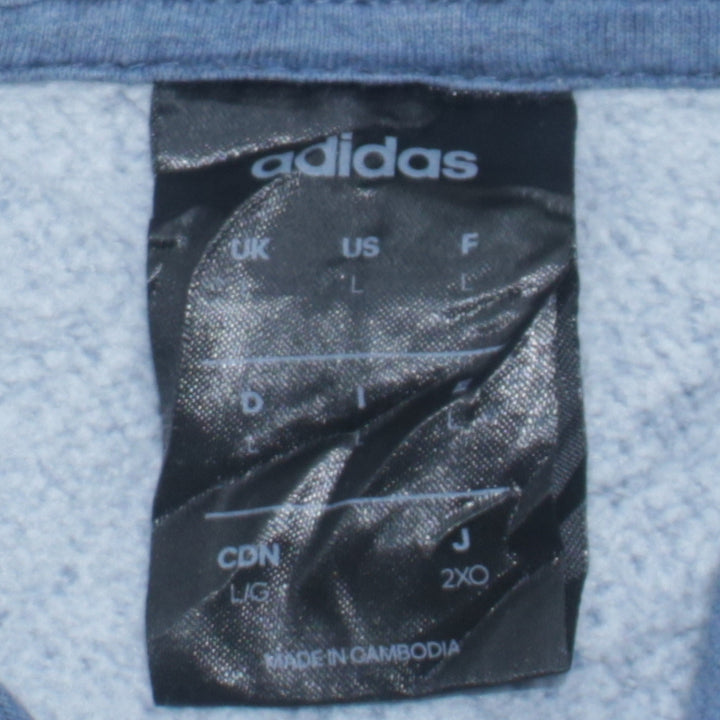 adidas
UK US F
L L
D I
L L L
CDN J
L/G 2XO
MADE IN CAMBODIA